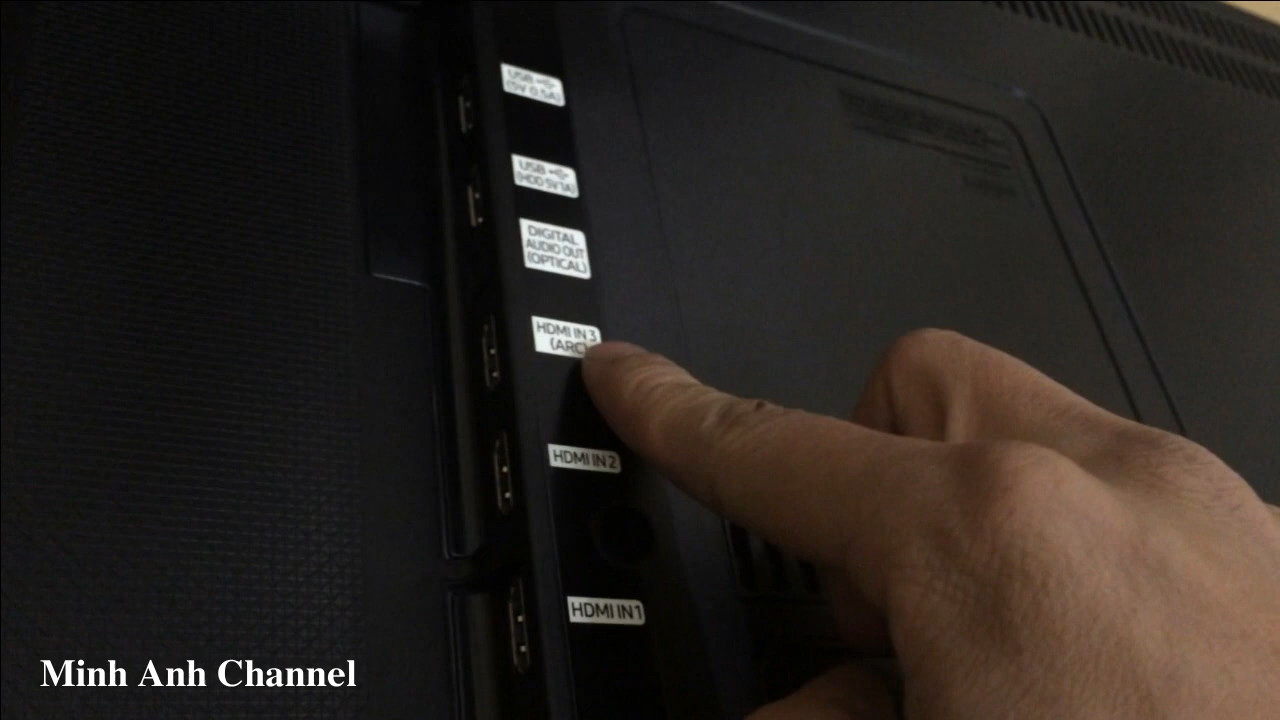 USB
(5V 0.5A)
USB
(HDD 5V 1A)
DIGITAL
AUDIO OUT
(OPTICAL)
HDMI IN 3
(ARC)
HDMI IN 2
HDMI IN 1
Minh Anh Channel